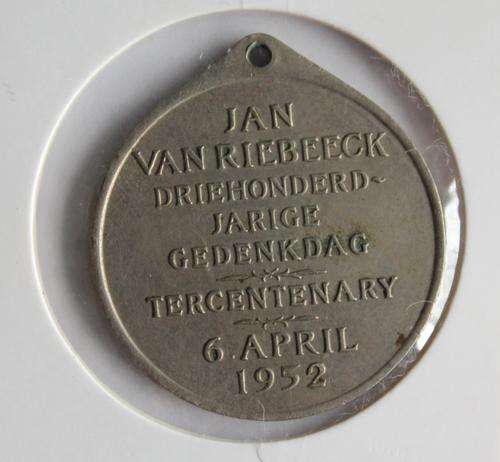 JAN
VAN RIEBEECK
DRIEHONDERD~
JARIGE
GEDENKDAG
TERCENTENARY
6 APRIL
1952